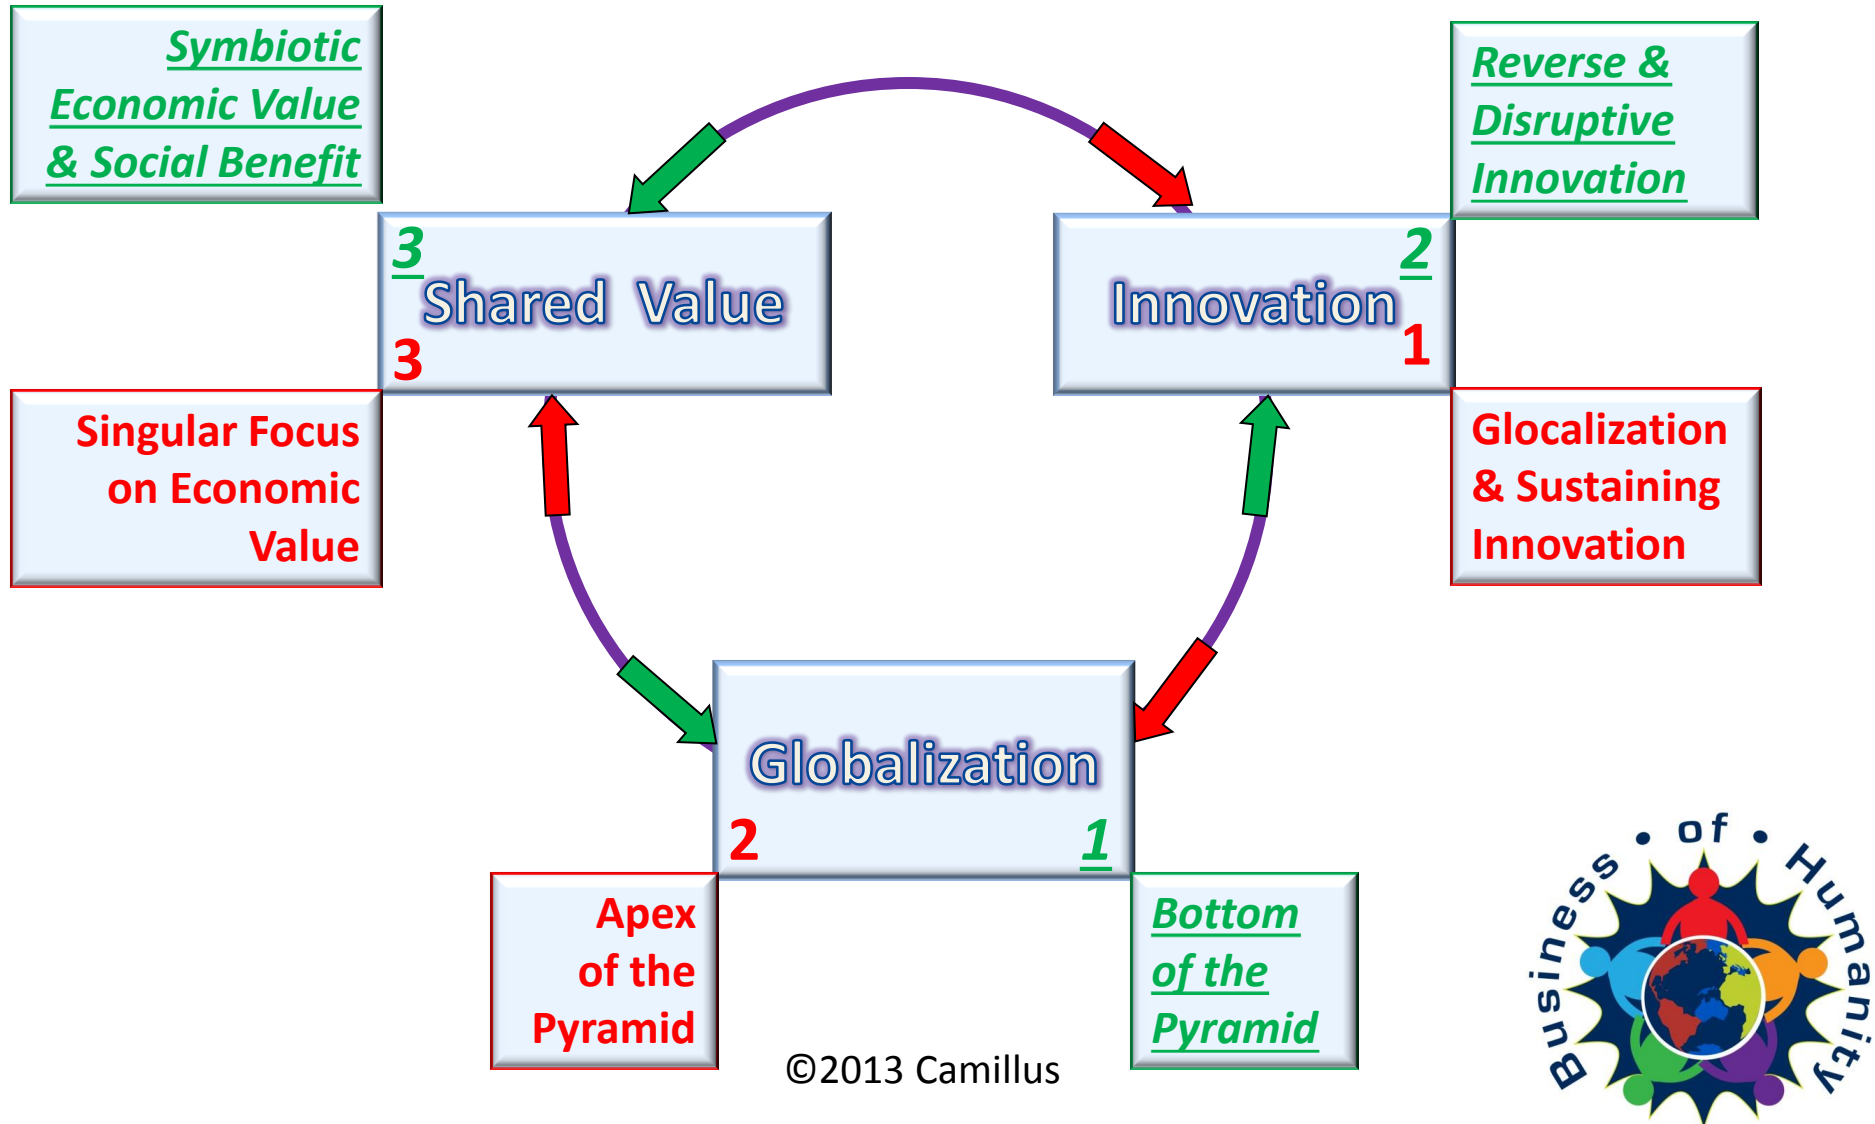 Symbiotic
Economic Value
& Social Benefit
Reverse &
Disruptive
Innovation
3
Shared Value
3
2
Innovation
1
Singular Focus
on Economic
Value
Glocalization
& Sustaining
Innovation
Globalization
2
1
Apex
of the
Pyramid
Bottom
of the
Pyramid
©2013 Camillus
Business • of • Humanity